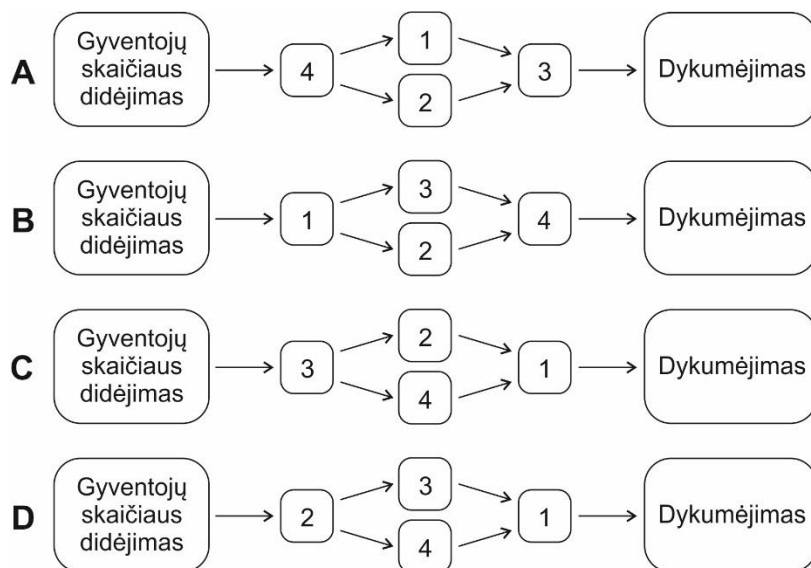 A
Gyventojų
skaičiaus
didėjimas
4
1
2
3
Dykumėjimas
B
Gyventojų
skaičiaus
didėjimas
1
3
2
4
Dykumėjimas
C
Gyventojų
skaičiaus
didėjimas
3
2
4
1
Dykumėjimas
D
Gyventojų
skaičiaus
didėjimas
2
3
4
1
Dykumėjimas